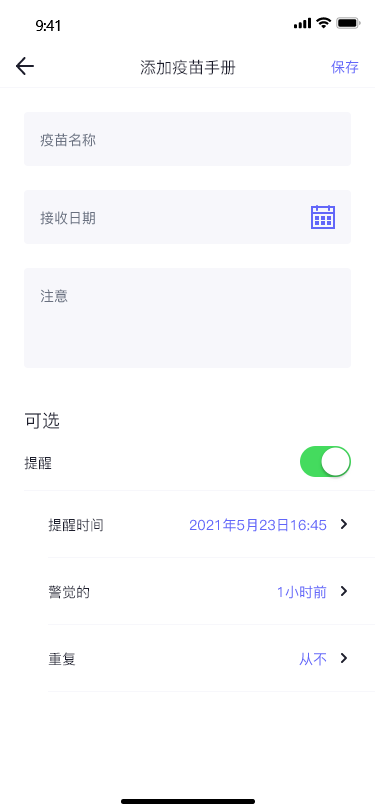 9:41
添加疫苗手册
保存
疫苗名称
接收日期
注意
可选
提醒
提醒时间 2021年5月23日16:45
警觉的 1小时前
重复 从不